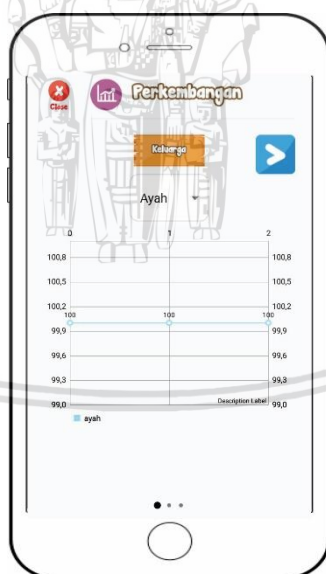 Perkembangan
Close
Keluarga
Ayah
0 1 2
100,8 100,8
100,5 100,5
100,2 100,2
100 100 100
99,9 99,9
99,6 99,6
99,3 99,3
Description Label
99,0 99,0
ayah